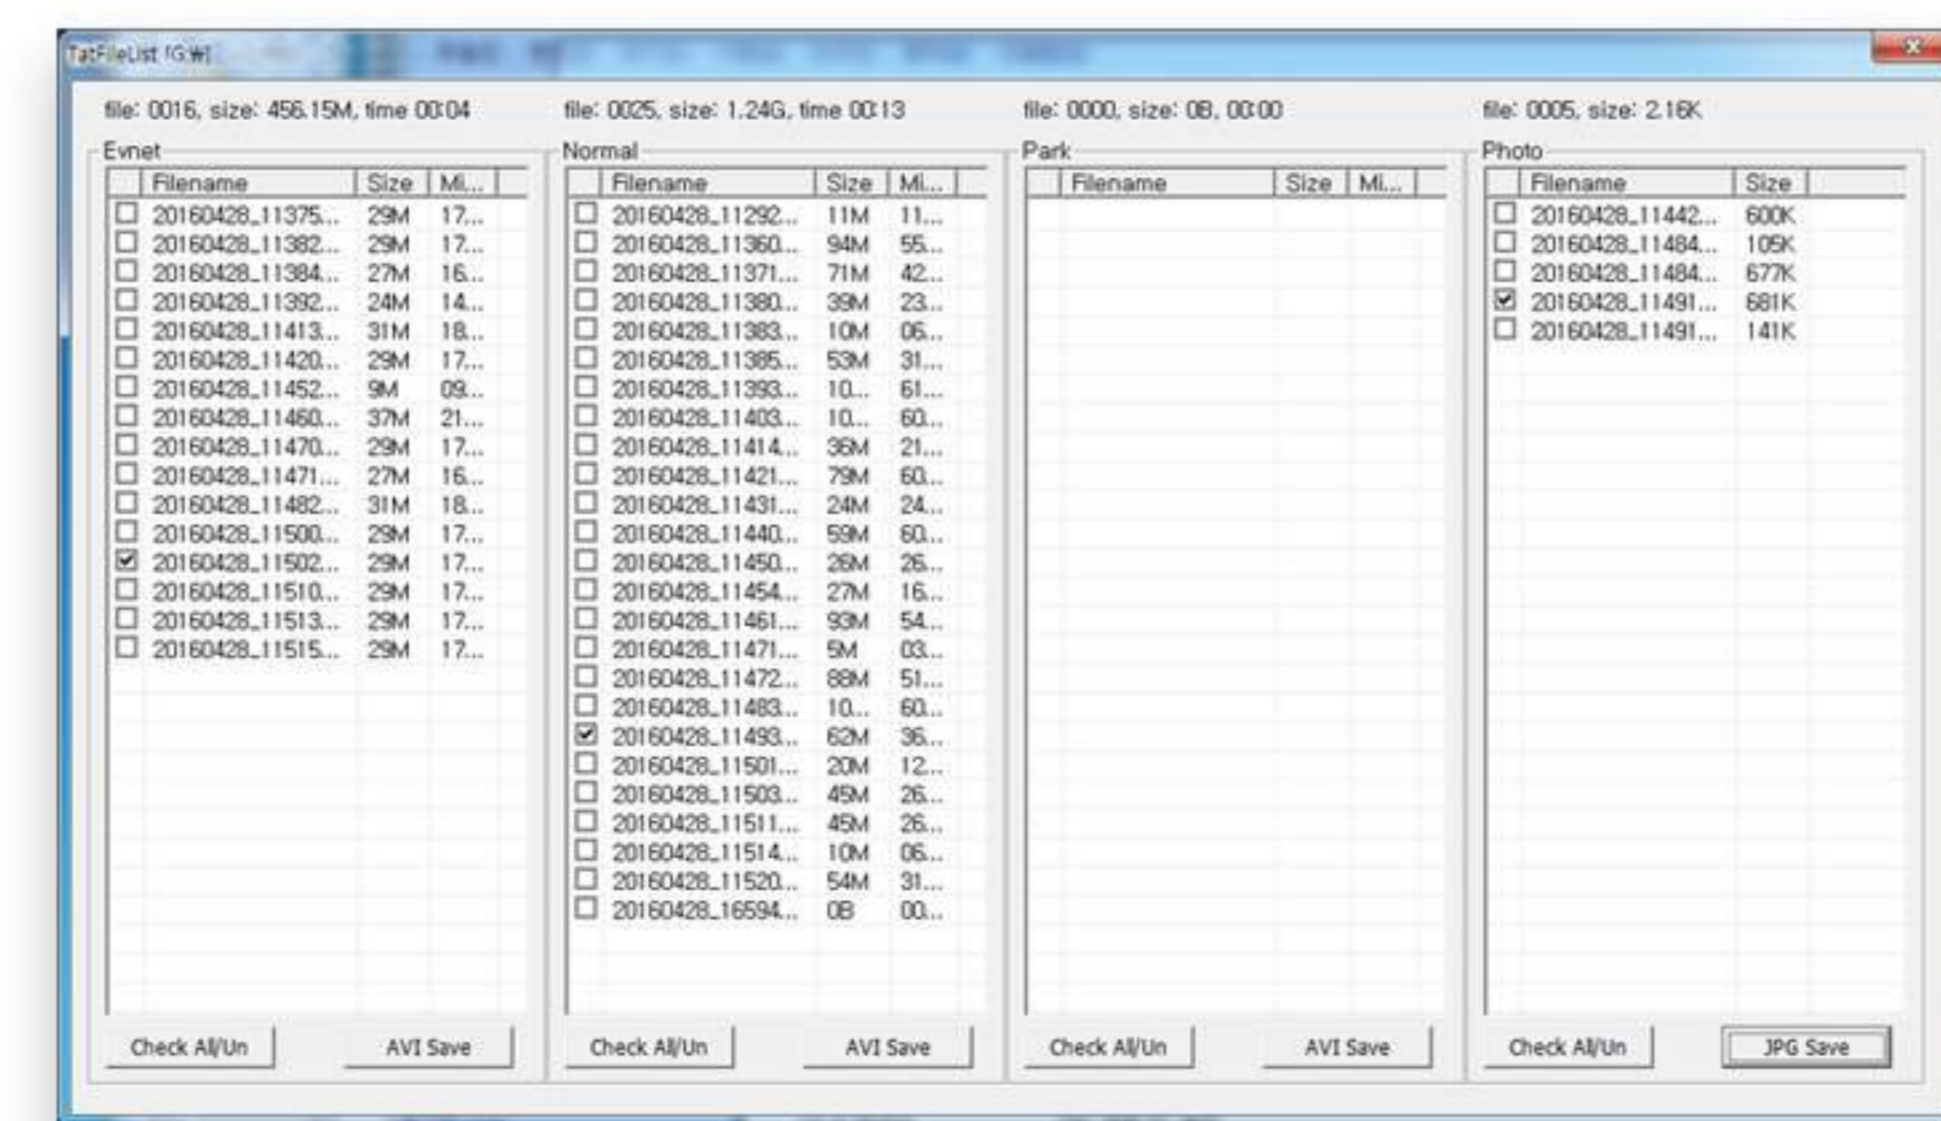 TatFileList [G:₩]
file: 0016, size: 456.15M, time 00:04
Evnet
Filename Size Mi...
20160428_11375... 29M 17...
20160428_11382... 29M 17...
20160428_11384... 27M 16...
20160428_11392... 24M 14...
20160428_11413... 31M 18...
20160428_11420... 29M 17...
20160428_11452... 9M 09...
20160428_11460... 37M 21...
20160428_11470... 29M 17...
20160428_11471... 27M 16...
20160428_11482... 31M 18...
20160428_11500... 29M 17...
20160428_11502... 29M 17...
20160428_11510... 29M 17...
20160428_11513... 29M 17...
20160428_11515... 29M 17...
Check All/Un AVI Save
file: 0025, size: 1.24G, time 00:13
Normal
Filename Size Mi...
20160428_11292... 11M 11...
20160428_11360... 94M 55...
20160428_11371... 71M 42...
20160428_11380... 39M 23...
20160428_11383... 10M 06...
20160428_11385... 53M 31...
20160428_11393... 10... 61...
20160428_11403... 10... 60...
20160428_11414... 36M 21...
20160428_11421... 79M 60...
20160428_11431... 24M 24...
20160428_11440... 59M 60...
20160428_11450... 26M 26...
20160428_11454... 27M 16...
20160428_11461... 93M 54...
20160428_11471... 5M 03...
20160428_11472... 88M 51...
20160428_11483... 10... 60...
20160428_11493... 62M 36...
20160428_11501... 20M 12...
20160428_11503... 45M 26...
20160428_11511... 45M 26...
20160428_11514... 10M 06...
20160428_11520... 54M 31...
20160428_16594... 0B 00...
Check All/Un AVI Save
file: 0000, size: 0B, 00:00
Park
Filename Size Mi...
Check All/Un AVI Save
file: 0005, size: 2.16K
Photo
Filename Size
20160428_11442... 600K
20160428_11484... 105K
20160428_11484... 677K
20160428_11491... 681K
20160428_11491... 141K
Check All/Un JPG Save